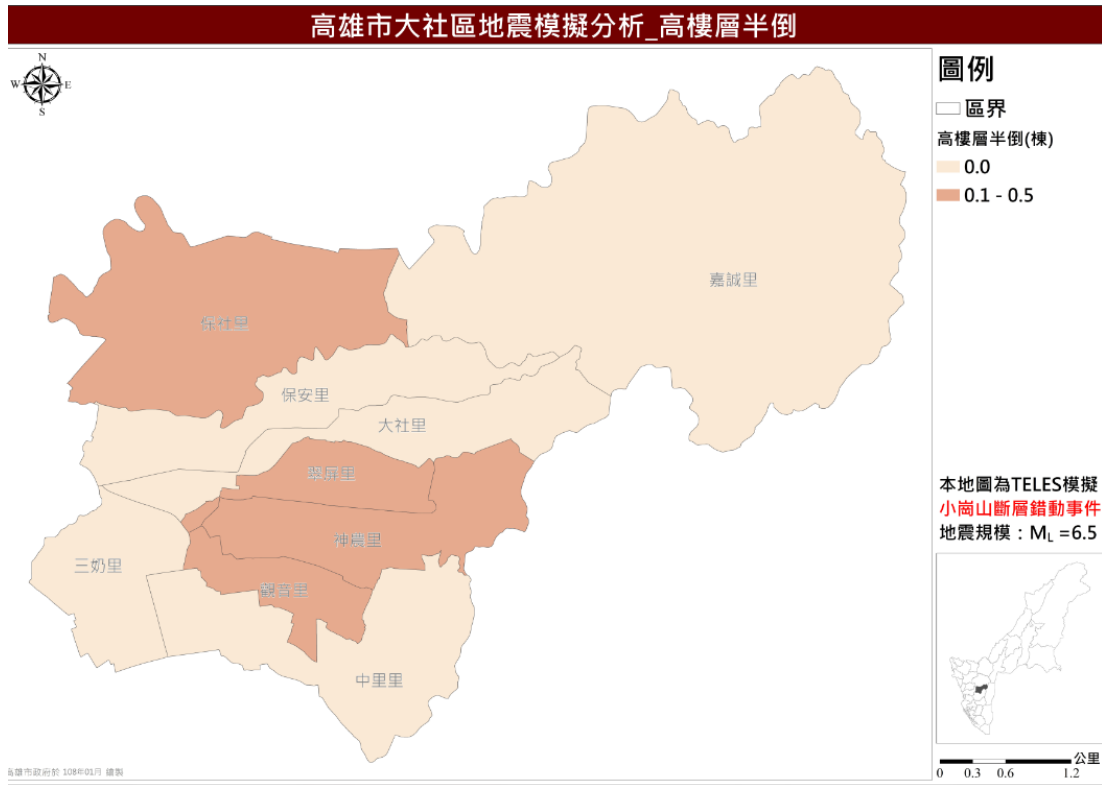 高雄市大社區地震模擬分析_高樓層半倒
N
W
E
S
圖例
區界
高樓層半倒(棟)
0.0
0.1 - 0.5
嘉誠里
保社里
保安里
大社里
翠屏里
神農里
三奶里
觀音里
中里里
本地圖為TELES模擬
小崗山斷層錯動事件
地震規模：ML =6.5
公里
0 0.3 0.6 1.2
高雄市政府於 108年01月 繪製